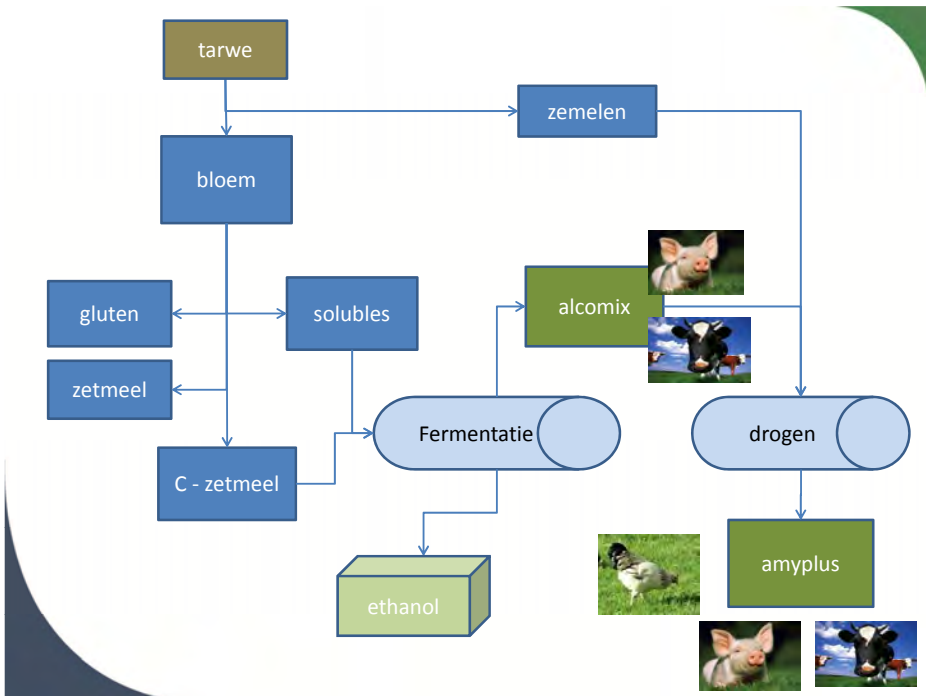 tarwe
zemelen
bloem
gluten
solubles
alcomix
zetmeel
Fermentatie
drogen
C - zetmeel
amyplus
ethanol